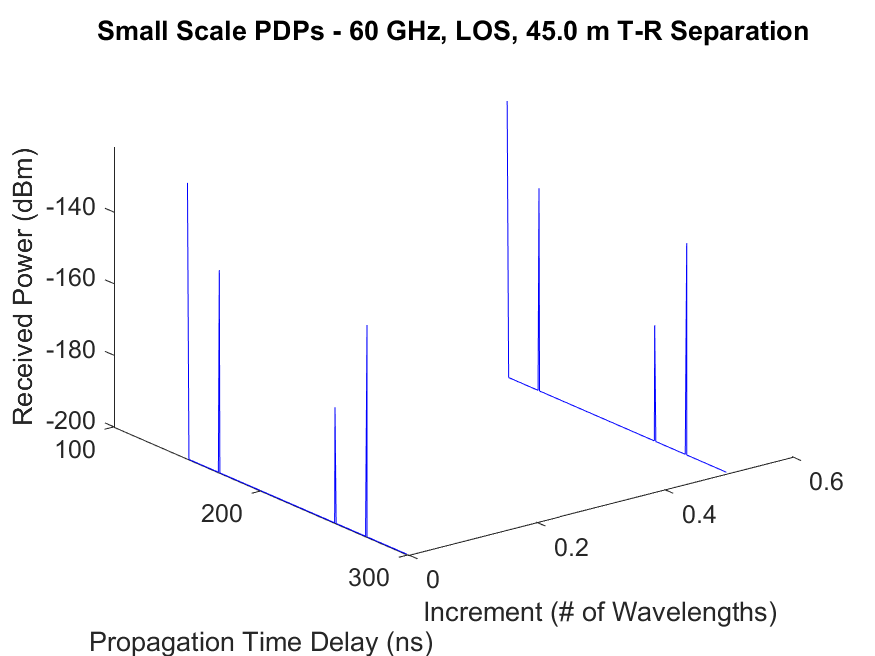 Small Scale PDPs - 60 GHz, LOS, 45.0 m T-R Separation
Received Power (dBm)
-140
-160
-180
-200
100
200
300
0
0.2
0.4
0.6
Increment (# of Wavelengths)
Propagation Time Delay (ns)